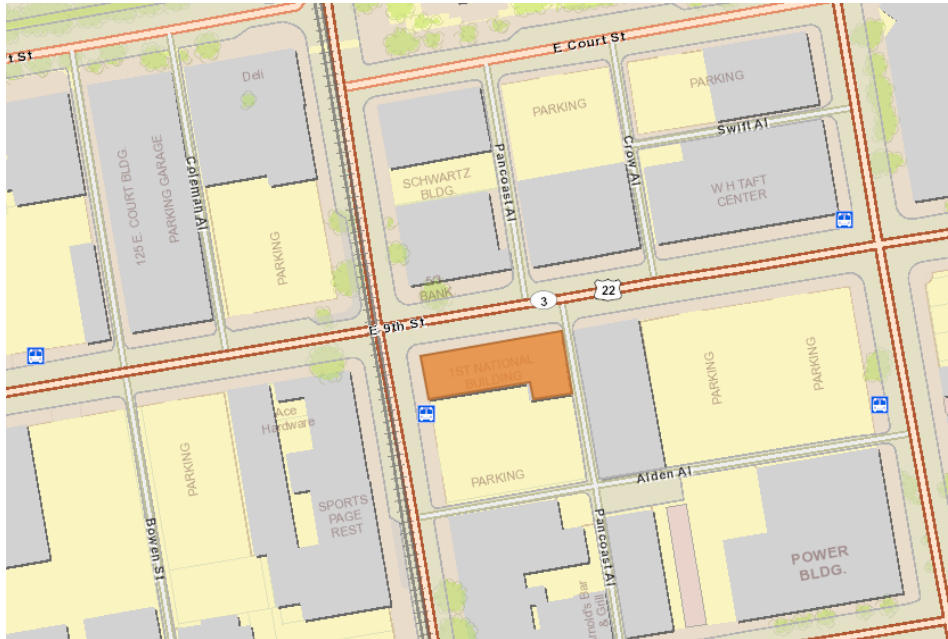 t St
E Court St
Deli
PARKING
PARKING
Swift Al
Coleman Al
Pancoast Al
Crow Al
125 E. COURT BLDG.
PARKING GARAGE
SCHWARTZ
BLDG.
W H TAFT
CENTER
PARKING
5/3
BANK
3
22
E 9th St
1ST NATIONAL
BUILDING
PARKING
PARKING
Ace
Hardware
PARKING
PARKING
Alden Al
SPORTS
PAGE
REST
Bowen St
Pancoast Al
POWER
BLDG.
Arnold's Bar
& Grill